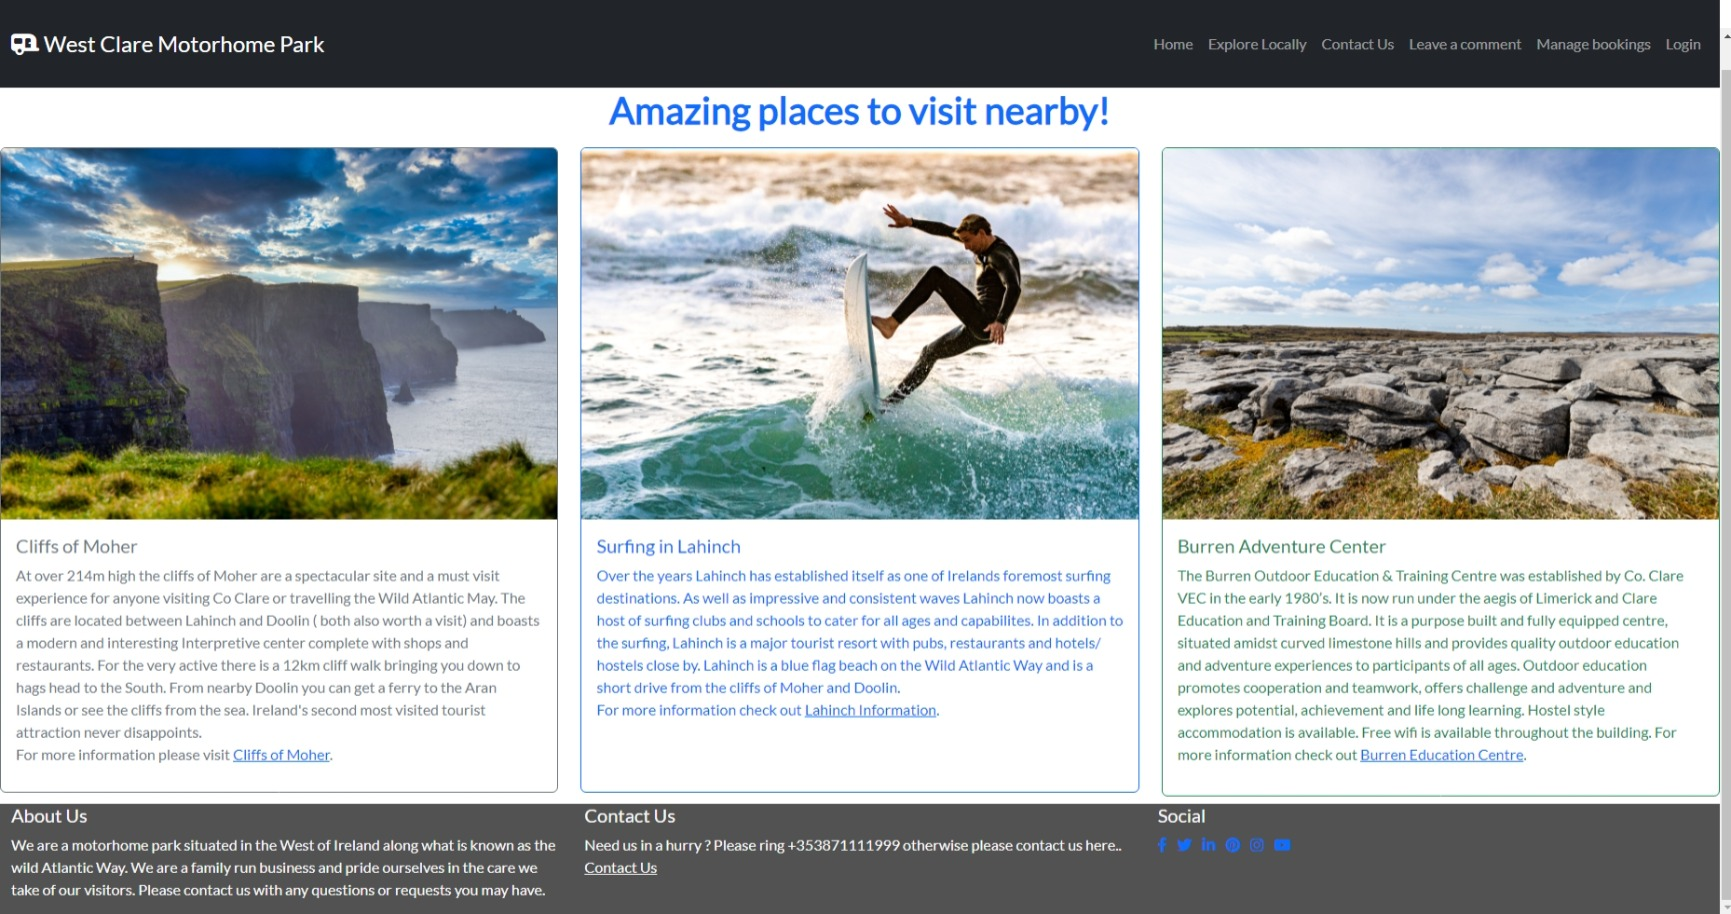 West Clare Motorhome Park
Home Explore Locally Contact Us Leave a comment Manage bookings Login
Amazing places to visit nearby!
Cliffs of Moher
At over 214m high the cliffs of Moher are a spectacular site and a must visit
experience for anyone visiting Co Clare or travelling the Wild Atlantic May. The
cliffs are located between Lahinch and Doolin ( both also worth a visit) and boasts
a modern and interesting Interpretive center complete with shops and
restaurants. For the very active there is a 12km cliff walk bringing you down to
hags head to the South. From nearby Doolin you can get a ferry to the Aran
Islands or see the cliffs from the sea. Ireland's second most visited tourist
attraction never disappoints.
For more information please visit Cliffs of Moher.
Surfing in Lahinch
Over the years Lahinch has established itself as one of Irelands foremost surfing
destinations. As well as impressive and consistent waves Lahinch now boasts a
host of surfing clubs and schools to cater for all ages and capabilites. In addition to
the surfing, Lahinch is a major tourist resort with pubs, restaurants and hotels/
hostels close by. Lahinch is a blue flag beach on the Wild Atlantic Way and is a
short drive from the cliffs of Moher and Doolin.
For more information check out Lahinch Information.
Burren Adventure Center
The Burren Outdoor Education & Training Centre was established by Co. Clare
VEC in the early 1980's. It is now run under the aegis of Limerick and Clare
Education and Training Board. It is a purpose built and fully equipped centre,
situated amidst curved limestone hills and provides quality outdoor education
and adventure experiences to participants of all ages. Outdoor education
promotes cooperation and teamwork, offers challenge and adventure and
explores potential, achievement and life long learning. Hostel style
accommodation is available. Free wifi is available throughout the building. For
more information check out Burren Education Centre.
About Us
We are a motorhome park situated in the West of Ireland along what is known as the
wild Atlantic Way. We are a family run business and pride ourselves in the care we
take of our visitors. Please contact us with any questions or requests you may have.
Contact Us
Need us in a hurry ? Please ring +353871111999 otherwise please contact us here..
Contact Us
Social